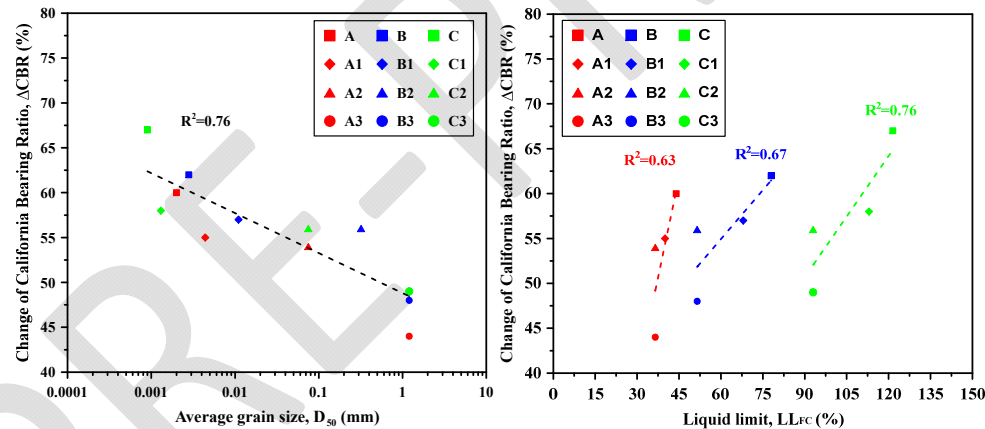 Change of California Bearing Ratio, ΔCBR (%)
80
75
70
65
60
55
50
45
40
0.0001
0.001
0.01
0.1
1
10
Average grain size, D₅₀ (mm)
R²=0.76
A B C
A1 B1 C1
A2 B2 C2
A3 B3 C3
Change of California Bearing Ratio, ΔCBR (%)
80
75
70
65
60
55
50
45
40
0
15
30
45
60
75
90
105
120
135
150
Liquid limit, LLFC (%)
A B C
A1 B1 C1
A2 B2 C2
A3 B3 C3
R²=0.63
R²=0.67
R²=0.76
PRE-